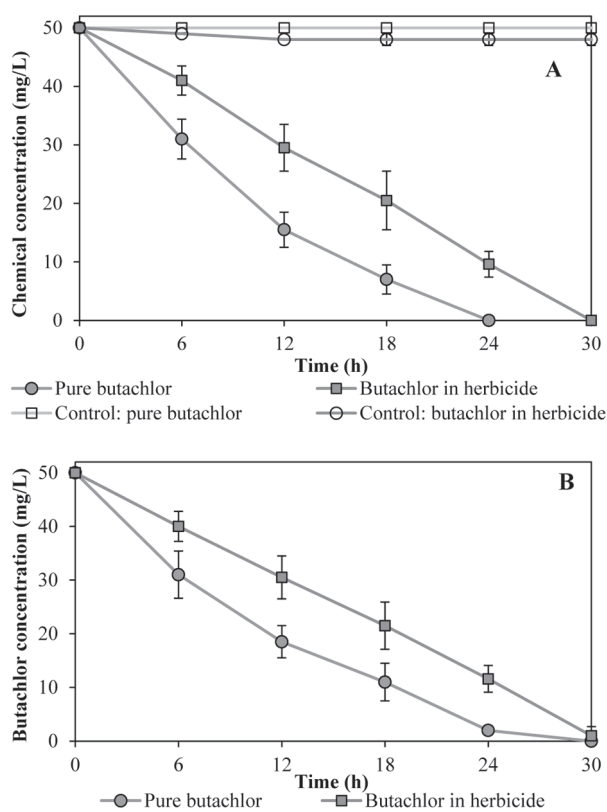 A
Chemical concentration (mg/L)
50
40
30
20
10
0
0 6 12 18 24 30
Time (h)
Pure butachlor Butachlor in herbicide
Control: pure butachlor Control: butachlor in herbicide
B
Butachlor concentration (mg/L)
50
40
30
20
10
0
0 6 12 18 24 30
Time (h)
Pure butachlor Butachlor in herbicide